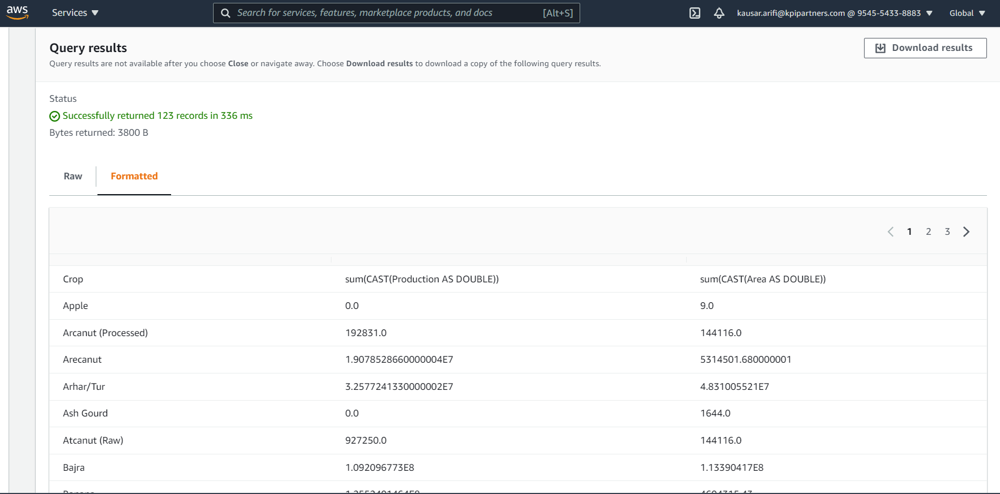 aws Services Search for services, features, marketplace products, and docs [Alt+S] kausar.arifi@kpipartners.com @ 9545-5433-8883 Global
Query results
Download results
Query results are not available after you choose Close or navigate away. Choose Download results to download a copy of the following query results.
Status
Successfully returned 123 records in 336 ms
Bytes returned: 3800 B
Raw Formatted
1 2 3
Crop sum(CAST(Production AS DOUBLE)) sum(CAST(Area AS DOUBLE))
Apple 0.0 9.0
Arcanut (Processed) 192831.0 144116.0
Arecanut 1.9078528660000004E7 5314501.680000001
Arhar/Tur 3.2577241330000002E7 4.831005521E7
Ash Gourd 0.0 1644.0
Atcanut (Raw) 927250.0 144116.0
Bajra 1.092096773E8 1.13390417E8